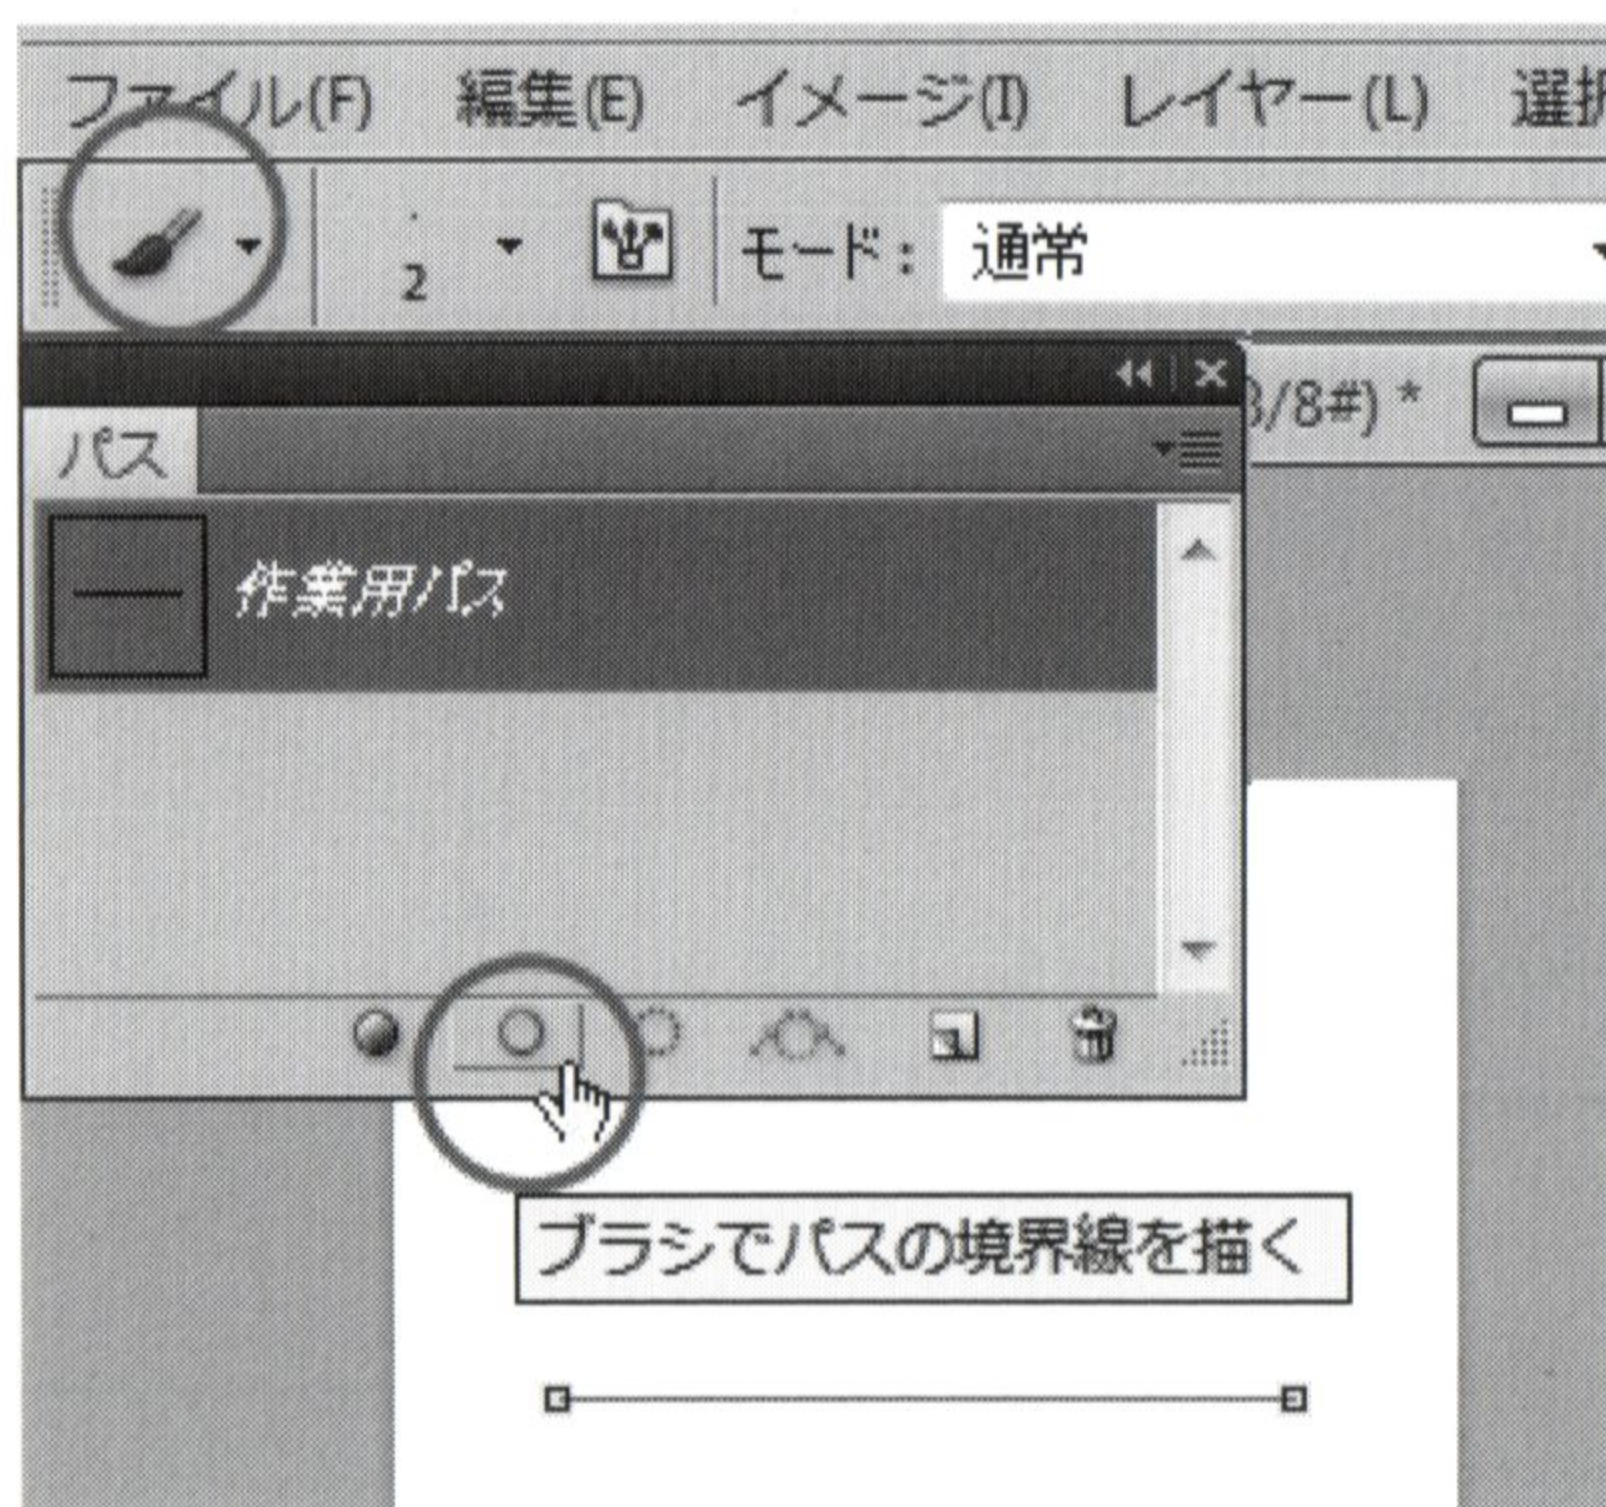 ファイル(F) 編集(E) イメージ(I) レイヤー(L)
2 モード： 通常
/8#) *
パス
作業用パス
ブラシでパスの境界線を描く